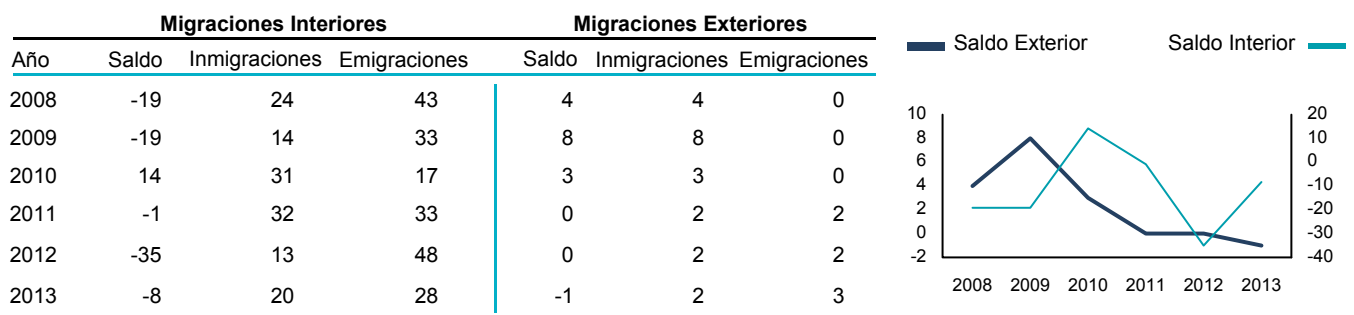 Migraciones Interiores Migraciones Exteriores
Año Saldo Inmigraciones Emigraciones Saldo Inmigraciones Emigraciones
2008 -19 24 43 4 4 0
2009 -19 14 33 8 8 0
2010 14 31 17 3 3 0
2011 -1 32 33 0 2 2
2012 -35 13 48 0 2 2
2013 -8 20 28 -1 2 3
Saldo Exterior Saldo Interior
10 20
8 10
6 0
4 -10
2 -20
0 -30
-2 -40
2008 2009 2010 2011 2012 2013